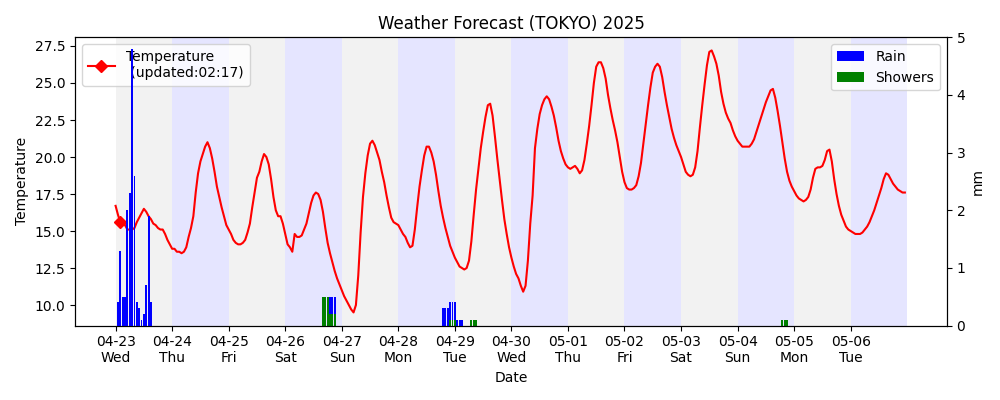 Weather Forecast (TOKYO) 2025
Temperature
(updated:02:17)
Rain
Showers
27.5
25.0
22.5
20.0
17.5
15.0
12.5
10.0
Temperature
5
4
3
2
1
0
mm
04-23
Wed
04-24
Thu
04-25
Fri
04-26
Sat
04-27
Sun
04-28
Mon
04-29
Tue
04-30
Wed
05-01
Thu
05-02
Fri
05-03
Sat
05-04
Sun
05-05
Mon
05-06
Tue
Date